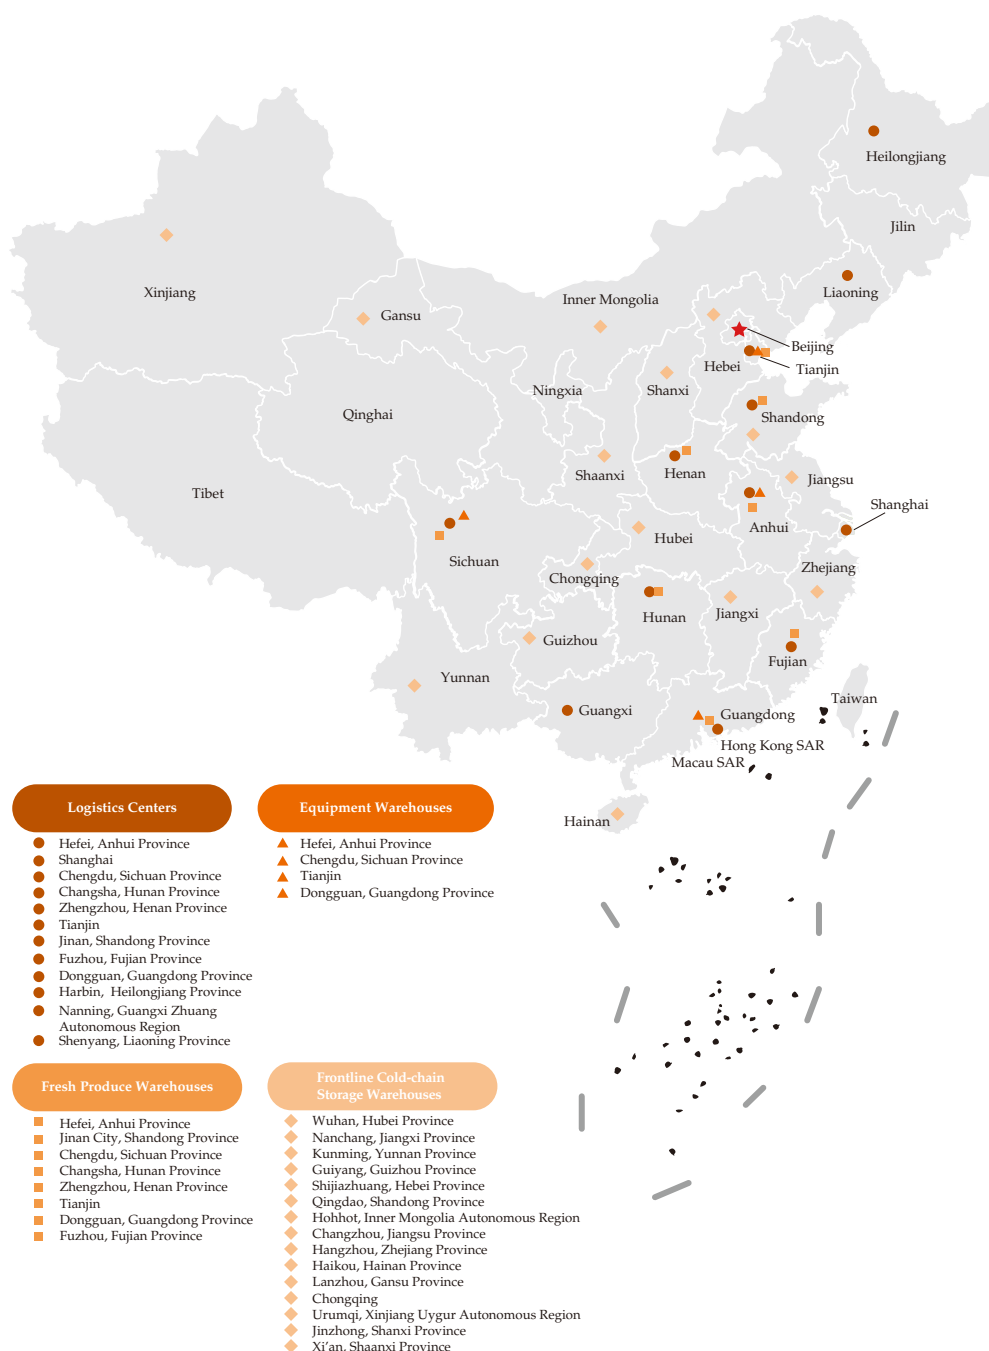 Heilongjiang
Jilin
Liaoning
Xinjiang
Inner Mongolia
Gansu
Beijing
Hebei
Tianjin
Ningxia
Shanxi
Qinghai
Shandong
Shaanxi
Henan
Jiangsu
Tibet
Shanghai
Anhui
Hubei
Sichuan
Zhejiang
Chongqing
Hunan
Jiangxi
Guizhou
Fujian
Yunnan
Taiwan
Guangxi
Guangdong
Hong Kong SAR
Macau SAR
Hainan
Logistics Centers
Hefei, Anhui Province
Shanghai
Chengdu, Sichuan Province
Changsha, Hunan Province
Zhengzhou, Henan Province
Tianjin
Jinan, Shandong Province
Fuzhou, Fujian Province
Dongguan, Guangdong Province
Harbin, Heilongjiang Province
Nanning, Guangxi Zhuang
Autonomous Region
Shenyang, Liaoning Province
Equipment Warehouses
Hefei, Anhui Province
Chengdu, Sichuan Province
Tianjin
Dongguan, Guangdong Province
Fresh Produce Warehouses
Hefei, Anhui Province
Jinan City, Shandong Province
Chengdu, Sichuan Province
Changsha, Hunan Province
Zhengzhou, Henan Province
Tianjin
Dongguan, Guangdong Province
Fuzhou, Fujian Province
Frontline Cold-chain
Storage Warehouses
Wuhan, Hubei Province
Nanchang, Jiangxi Province
Kunming, Yunnan Province
Guiyang, Guizhou Province
Shijiazhuang, Hebei Province
Qingdao, Shandong Province
Hohhot, Inner Mongolia Autonomous Region
Changzhou, Jiangsu Province
Hangzhou, Zhejiang Province
Haikou, Hainan Province
Lanzhou, Gansu Province
Chongqing
Urumqi, Xinjiang Uygur Autonomous Region
Jinzhong, Shanxi Province
Xi'an, Shaanxi Province